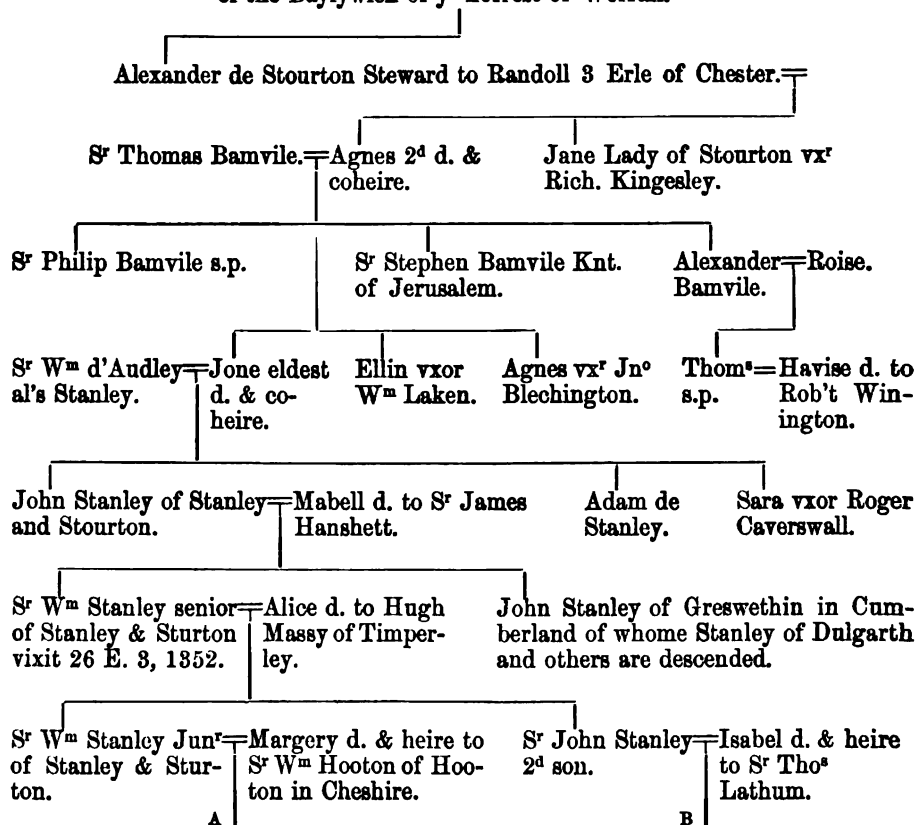 Alexander de Stourton Steward to Randoll 3 Erle of Chester.
Sʳ Thomas Bamvile.
Agnes 2ᵈ d. &
coheire.
Jane Lady of Stourton vxʳ
Rich. Kingesley.
Sʳ Philip Bamvile s.p.
Sʳ Stephen Bamvile Knt.
of Jerusalem.
Alexander
Bamvile.
Roise.
Sʳ Wᵐ d'Audley
al's Stanley.
Jone eldest
d. & co-
heire.
Ellin vxor
Wᵐ Laken.
Agnes vxʳ Jnᵒ
Blechington.
Thomˢ
s.p.
Havise d. to
Rob't Win-
ington.
John Stanley of Stanley
and Stourton.
Mabell d. to Sʳ James
Hanshett.
Adam de
Stanley.
Sara vxor Roger
Caverswall.
Sʳ Wᵐ Stanley senior
of Stanley & Sturton
vixit 26 E. 3, 1352.
Alice d. to Hugh
Massy of Timper-
ley.
John Stanley of Greswethin in Cum-
berland of whome Stanley of Dulgarth
and others are descended.
Sʳ Wᵐ Stanley Junʳ
of Stanley & Stur-
ton.
Margery d. & heire to
Sʳ Wᵐ Hooton of Hoo-
ton in Cheshire.
Sʳ John Stanley
2ᵈ son.
Isabel d. & heire
to Sʳ Thoˢ
Lathum.
A
B